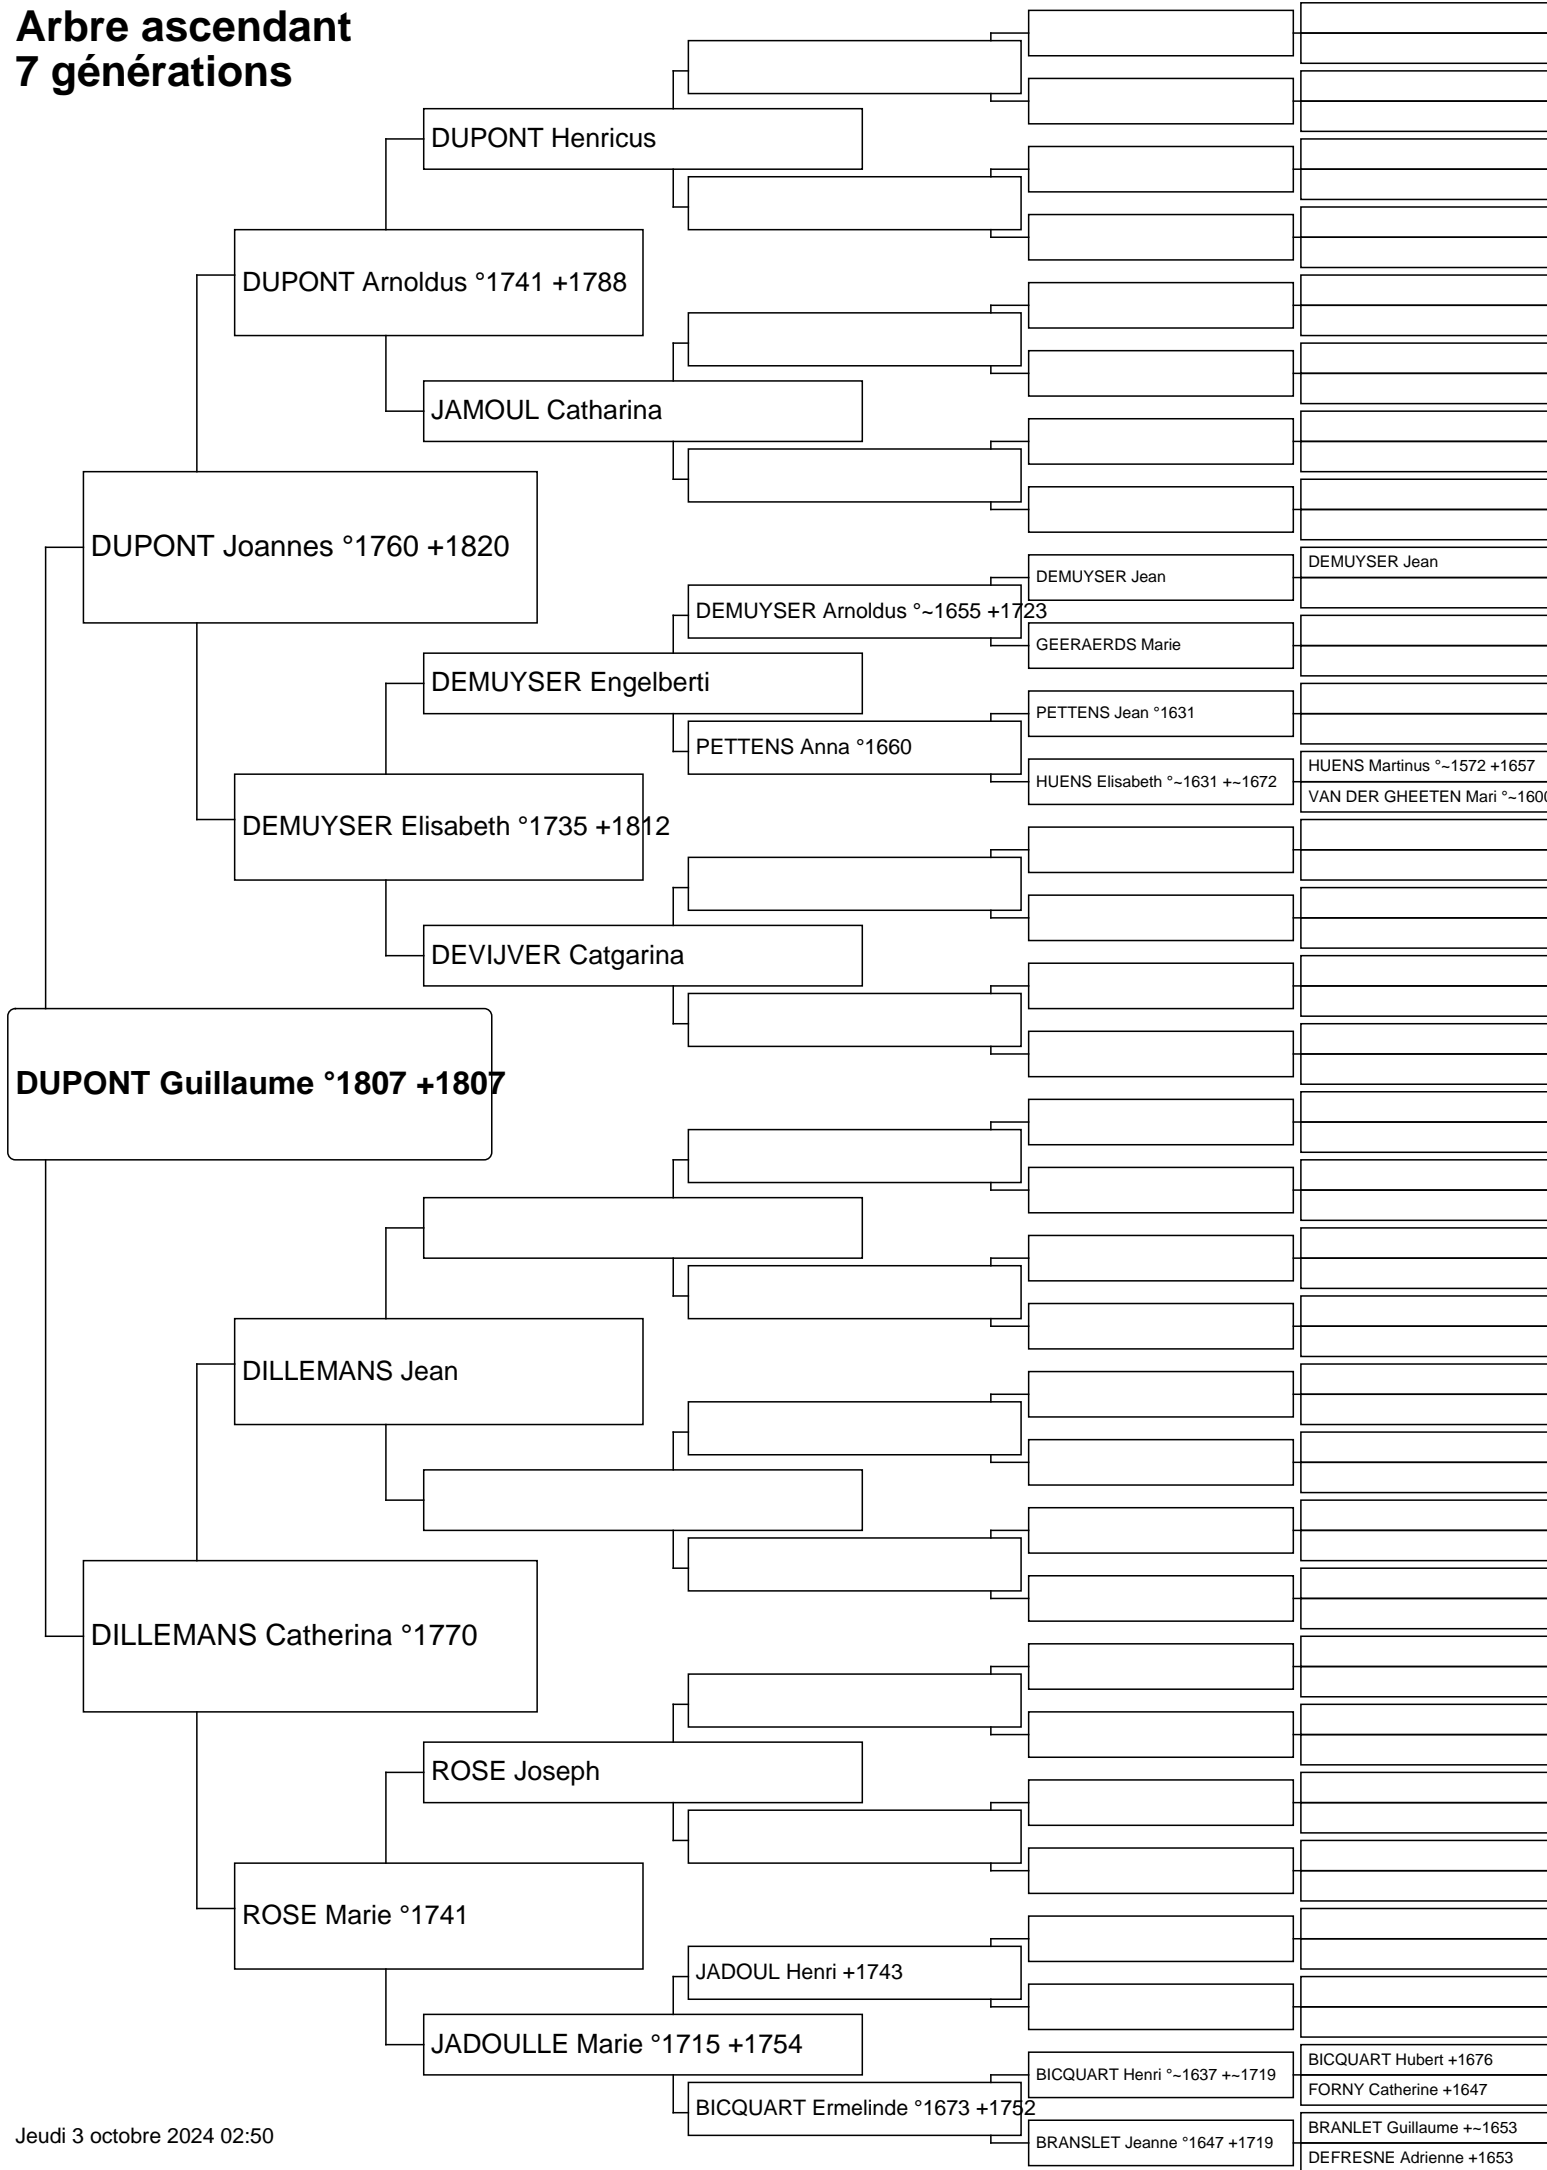 Arbre ascendant
7 générations
DUPONT Henricus
DUPONT Arnoldus °1741 +1788
JAMOUL Catharina
DUPONT Joannes °1760 +1820
DEMUYSER Jean
DEMUYSER Jean
DEMUYSER Arnoldus °~1655 +1723
GEERAERDS Marie
DEMUYSER Engelberti
PETTENS Jean °1631
PETTENS Anna °1660
HUENS Elisabeth °~1631 +~1672
HUENS Martinus °~1572 +1657
VAN DER GHEETEN Mari °~1600
DEMUYSER Elisabeth °1735 +1812
DEVIJVER Catgarina
DUPONT Guillaume °1807 +1807
DILLEMANS Jean
DILLEMANS Catherina °1770
ROSE Joseph
ROSE Marie °1741
JADOUL Henri +1743
JADOULLE Marie °1715 +1754
BICQUART Henri °~1637 +~1719
BICQUART Hubert +1676
FORNY Catherine +1647
BICQUART Ermelinde °1673 +1752
BRANSLET Jeanne °1647 +1719
BRANLET Guillaume +~1653
DEFRESNE Adrienne +1653
Jeudi 3 octobre 2024 02:50